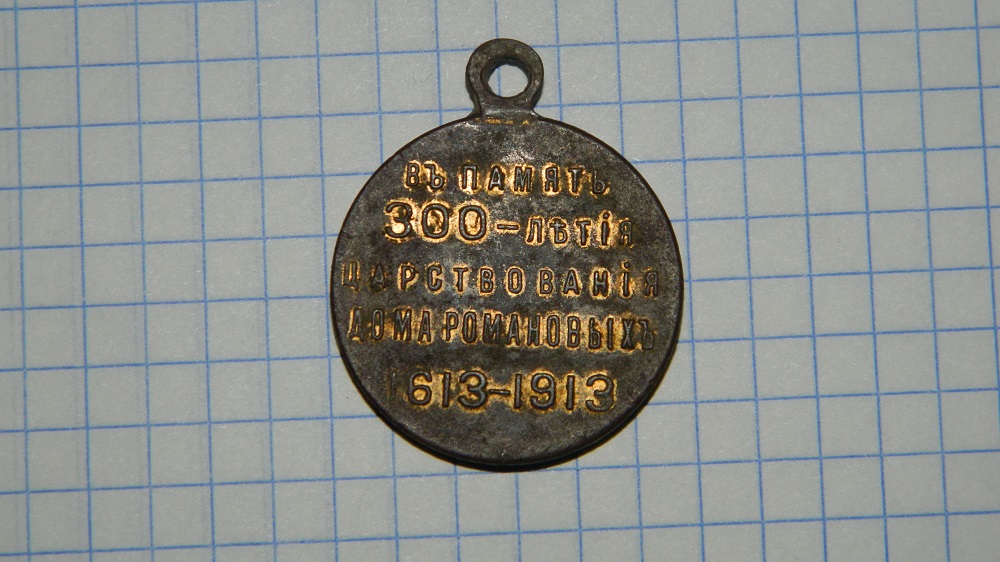 ВЪ ПАМЯТЬ
300-ЛѢТІЯ
ЦАРСТВОВАНІЯ
ДОМА РОМАНОВЫХЪ
1613-1913